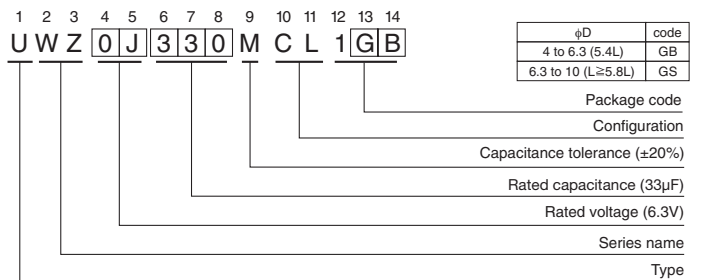 1 2 3 4 5 6 7 8 9 10 11 12 13 14
U W Z 0 J 3 3 0 M C L 1 G B
φD code
4 to 6.3 (5.4L) GB
6.3 to 10 (L≧5.8L) GS
Package code
Configuration
Capacitance tolerance (±20%)
Rated capacitance (33µF)
Rated voltage (6.3V)
Series name
Type